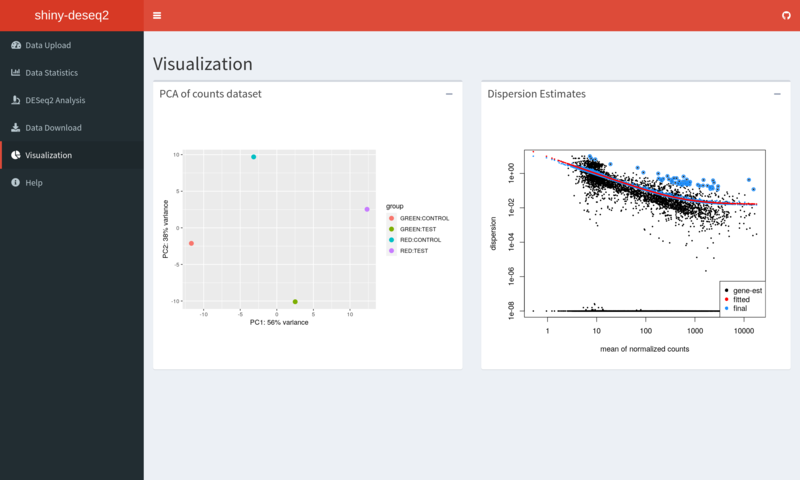 shiny-deseq2
Data Upload
Data Statistics
DESeq2 Analysis
Data Download
Visualization
Help
Visualization
PCA of counts dataset
10
5
0
-5
-10
-10
-5
0
5
10
PC2: 38% variance
PC1: 56% variance
group
GREEN:CONTROL
GREEN:TEST
RED:CONTROL
RED:TEST
Dispersion Estimates
1e+00
1e-02
1e-04
1e-06
1e-08
dispersion
1
10
100
1000
10000
mean of normalized counts
gene-est
fitted
final